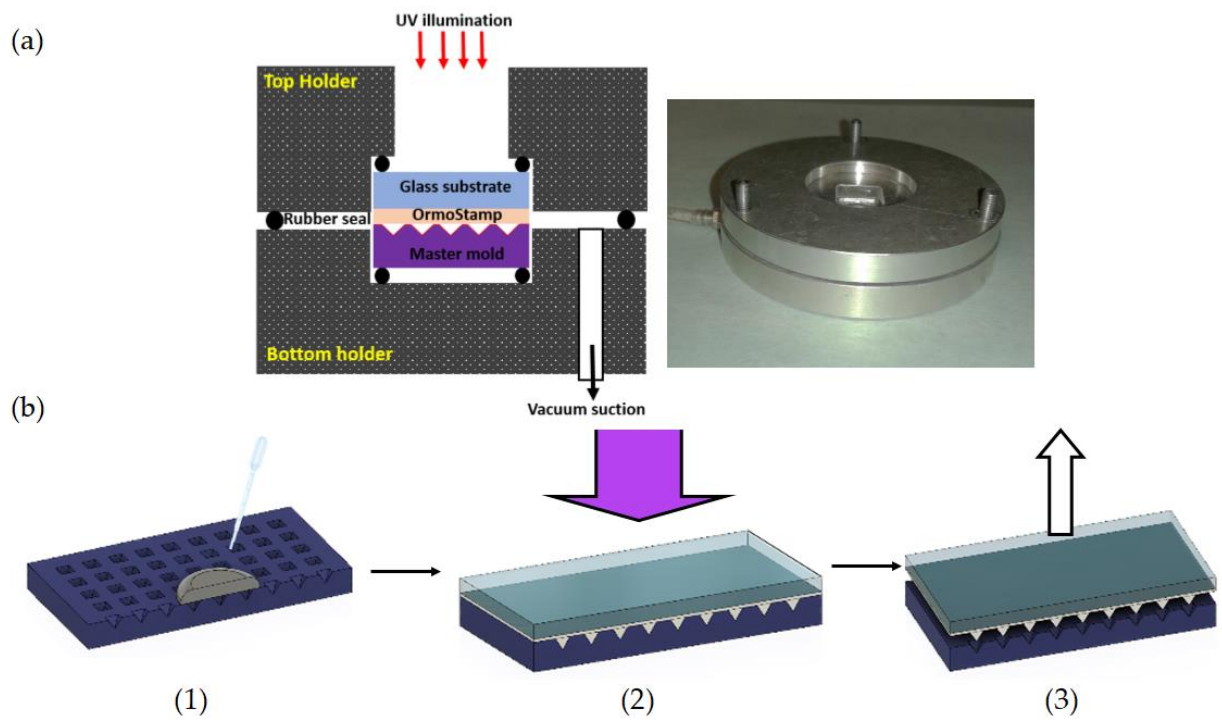 (a)
UV illumination
Top Holder
Glass substrate
Rubber seal
OrmoStamp
Master mold
Bottom holder
Vacuum suction
(b)
(1)
(2)
(3)